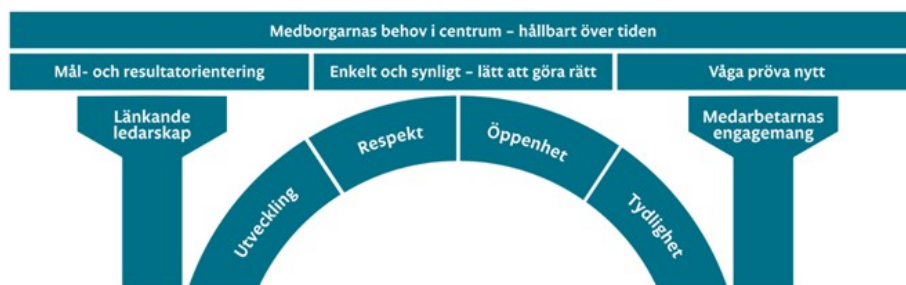 Medborgarnas behov i centrum – hållbart över tiden
Mål- och resultatorientering
Enkelt och synligt – lätt att göra rätt
Våga pröva nytt
Länkande
ledarskap
Utveckling
Respekt
Öppenhet
Tydlighet
Medarbetarnas
engagemang